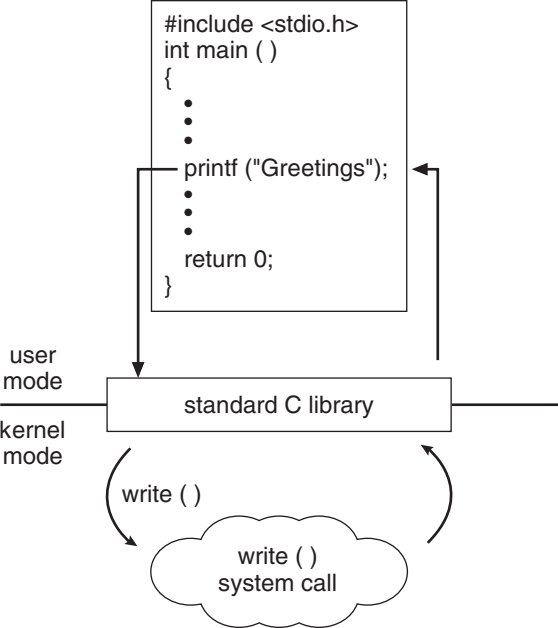 #include <stdio.h>
int main ( )
{
•
•
•
printf ("Greetings");
•
•
•
return 0;
}
user
mode
standard C library
kernel
mode
write ( )
write ( )
system call